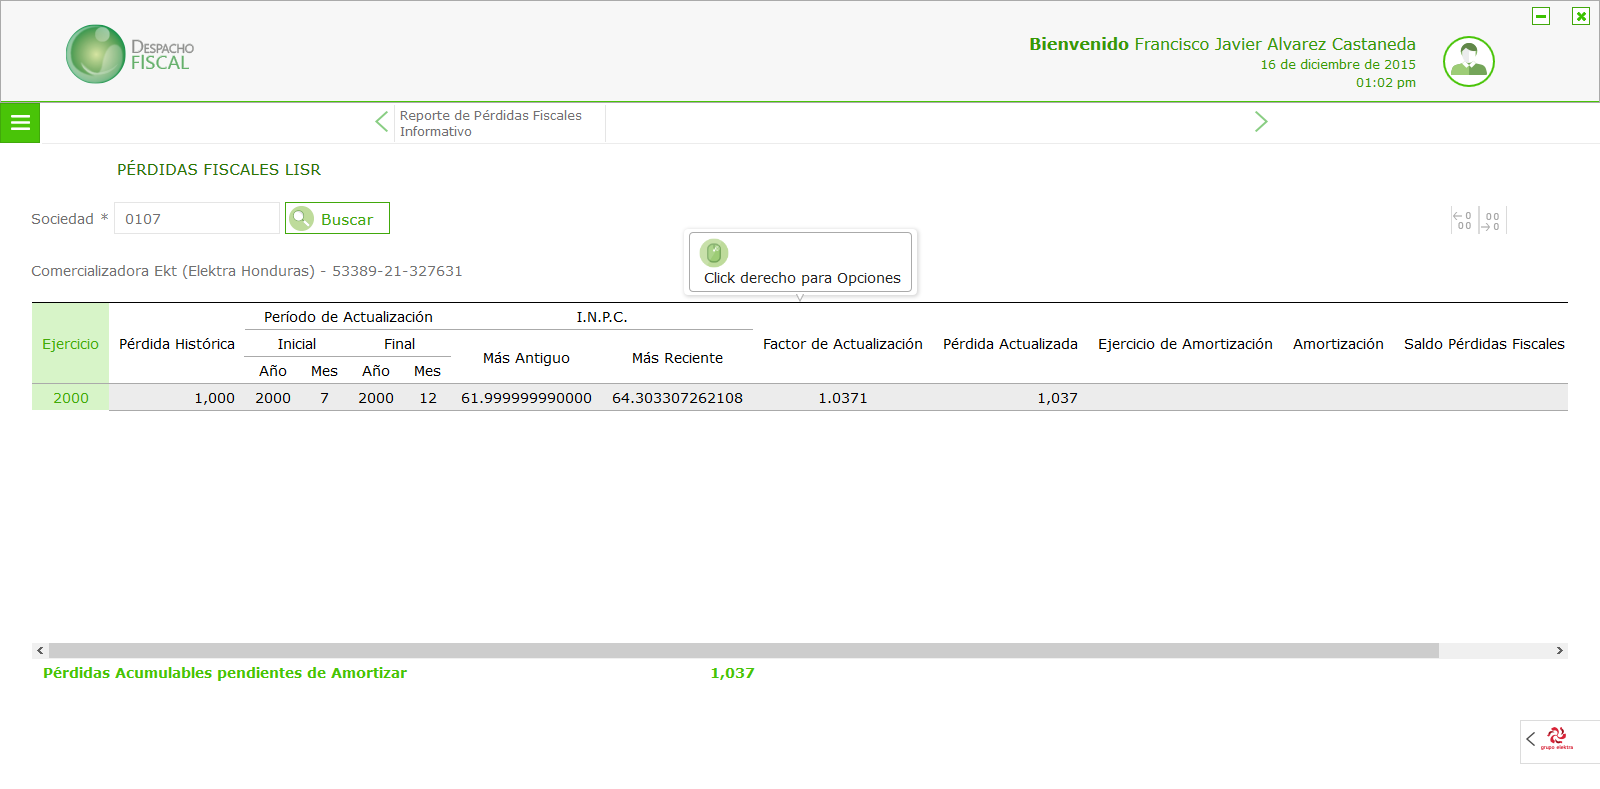 DESPACHO
FISCAL
Bienvenido Francisco Javier Alvarez Castaneda
16 de diciembre de 2015
01:02 pm
Reporte de Pérdidas Fiscales
Informativo
PÉRDIDAS FISCALES LISR
Sociedad * 0107 Buscar
←0 00
00 →0
Comercializadora Ekt (Elektra Honduras) - 53389-21-327631
Click derecho para Opciones
Período de Actualización I.N.P.C.
Ejercicio Pérdida Histórica Inicial Final Más Antiguo Más Reciente Factor de Actualización Pérdida Actualizada Ejercicio de Amortización Amortización Saldo Pérdidas Fiscales
Año Mes Año Mes
2000 1,000 2000 7 2000 12 61.999999990000 64.303307262108 1.0371 1,037
Pérdidas Acumulables pendientes de Amortizar 1,037
grupo elektra